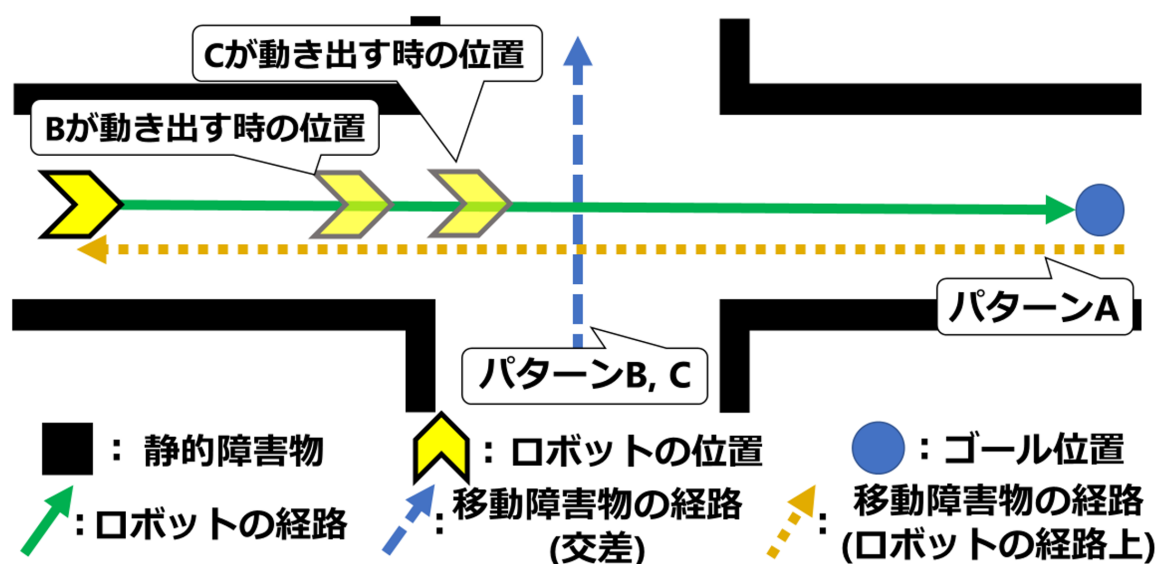 Cが動き出す時の位置
Bが動き出す時の位置
パターンA
パターンB, C
: 静的障害物
: ロボットの位置
: ゴール位置
: ロボットの経路
: 移動障害物の経路
(交差)
: 移動障害物の経路
(ロボットの経路上)